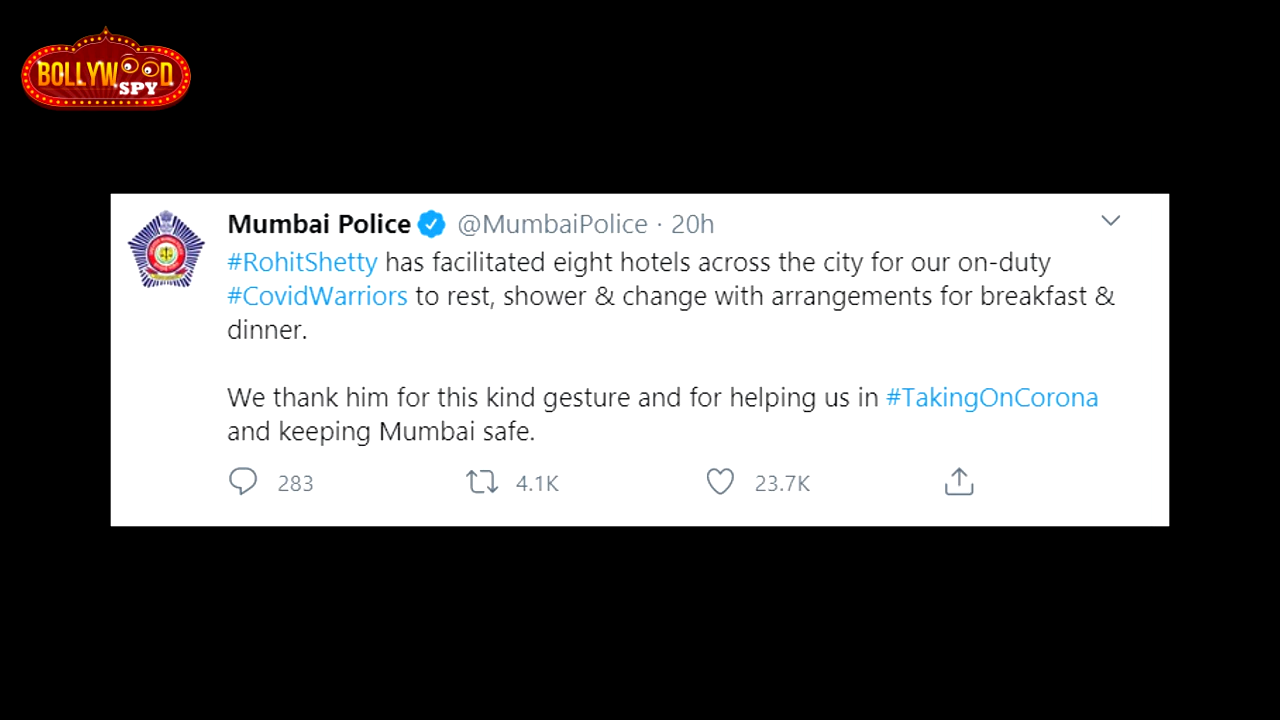 BOLLYWOOD
SPY
Mumbai Police @MumbaiPolice · 20h
#RohitShetty has facilitated eight hotels across the city for our on-duty
#CovidWarriors to rest, shower & change with arrangements for breakfast &
dinner.
We thank him for this kind gesture and for helping us in #TakingOnCorona
and keeping Mumbai safe.
283 4.1K 23.7K